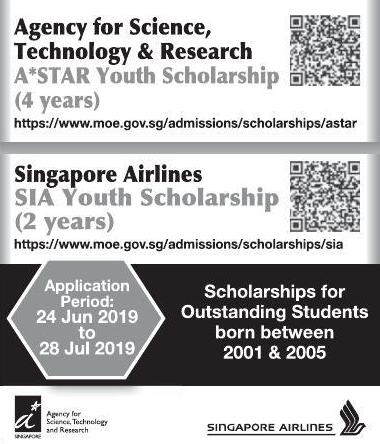 Agency for Science,
Technology & Research
A*STAR Youth Scholarship
(4 years)
https://www.moe.gov.sg/admissions/scholarships/astar
Singapore Airlines
SIA Youth Scholarship
(2 years)
https://www.moe.gov.sg/admissions/scholarships/sia
Application
Period:
24 Jun 2019
to
28 Jul 2019
Scholarships for
Outstanding Students
born between
2001 & 2005
SINGAPORE
Agency for
Science, Technology
and Research
SINGAPORE AIRLINES